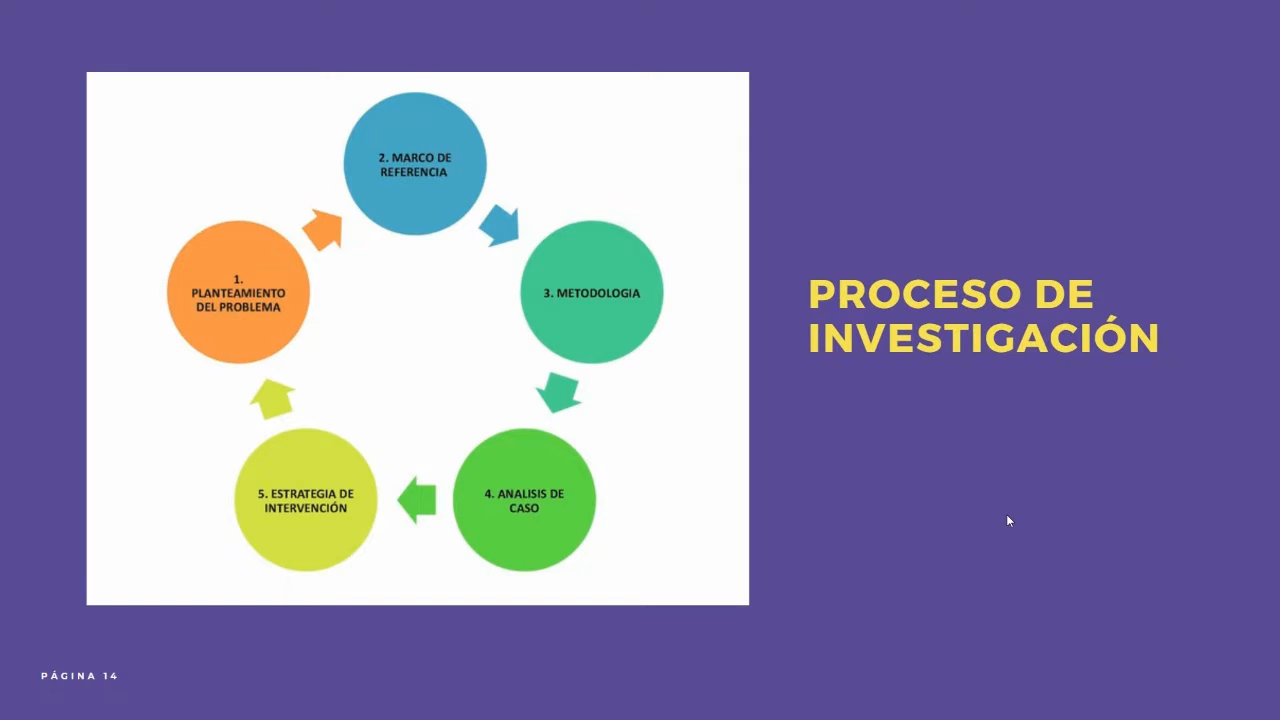 1.
PLANTEAMIENTO
DEL PROBLEMA
2. MARCO DE
REFERENCIA
3. METODOLOGIA
4. ANALISIS DE
CASO
5. ESTRATEGIA DE
INTERVENCIÓN
PROCESO DE
INVESTIGACIÓN
PÁGINA 14